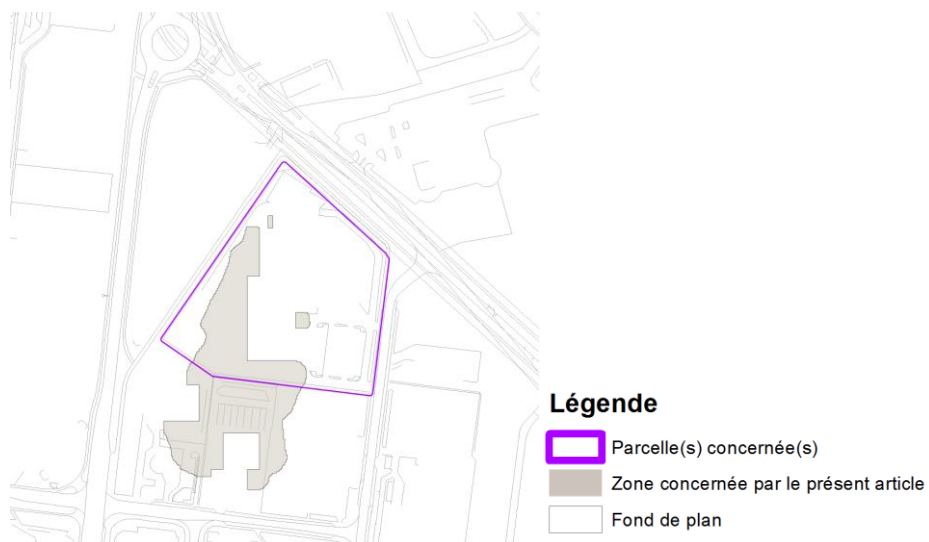 Légende
Parcelle(s) concernée(s)
Zone concernée par le présent article
Fond de plan